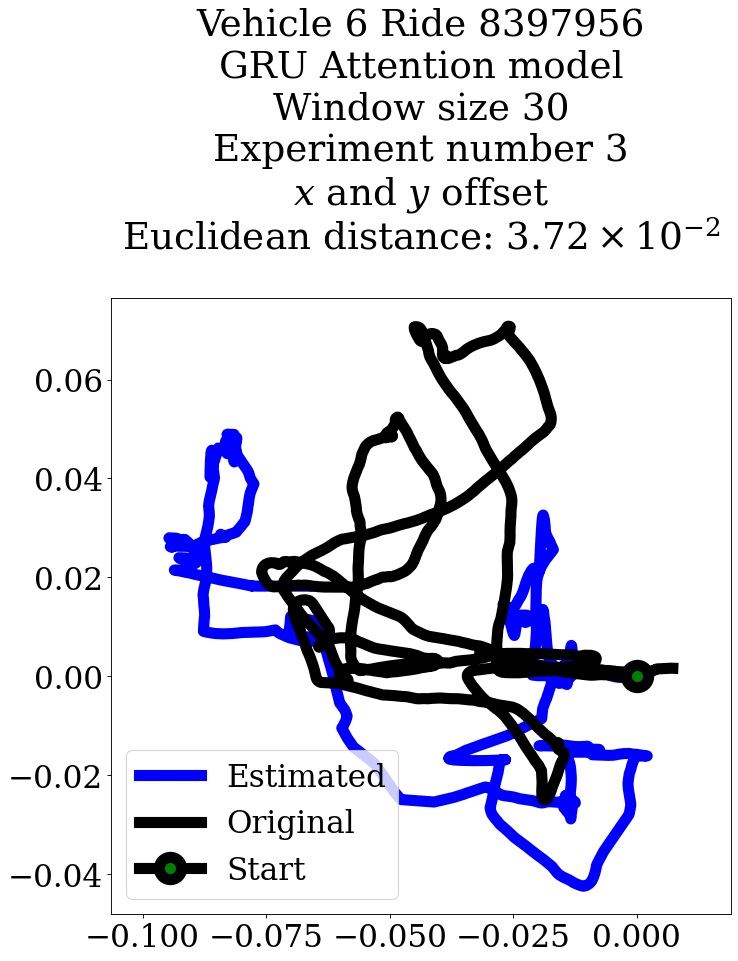 Vehicle 6 Ride 8397956
GRU Attention model
Window size 30
Experiment number 3
x and y offset
Euclidean distance: 3.72 × 10⁻²
0.06
0.04
0.02
0.00
−0.02
−0.04
Estimated
Original
Start
−0.100 −0.075 −0.050 −0.025 0.000